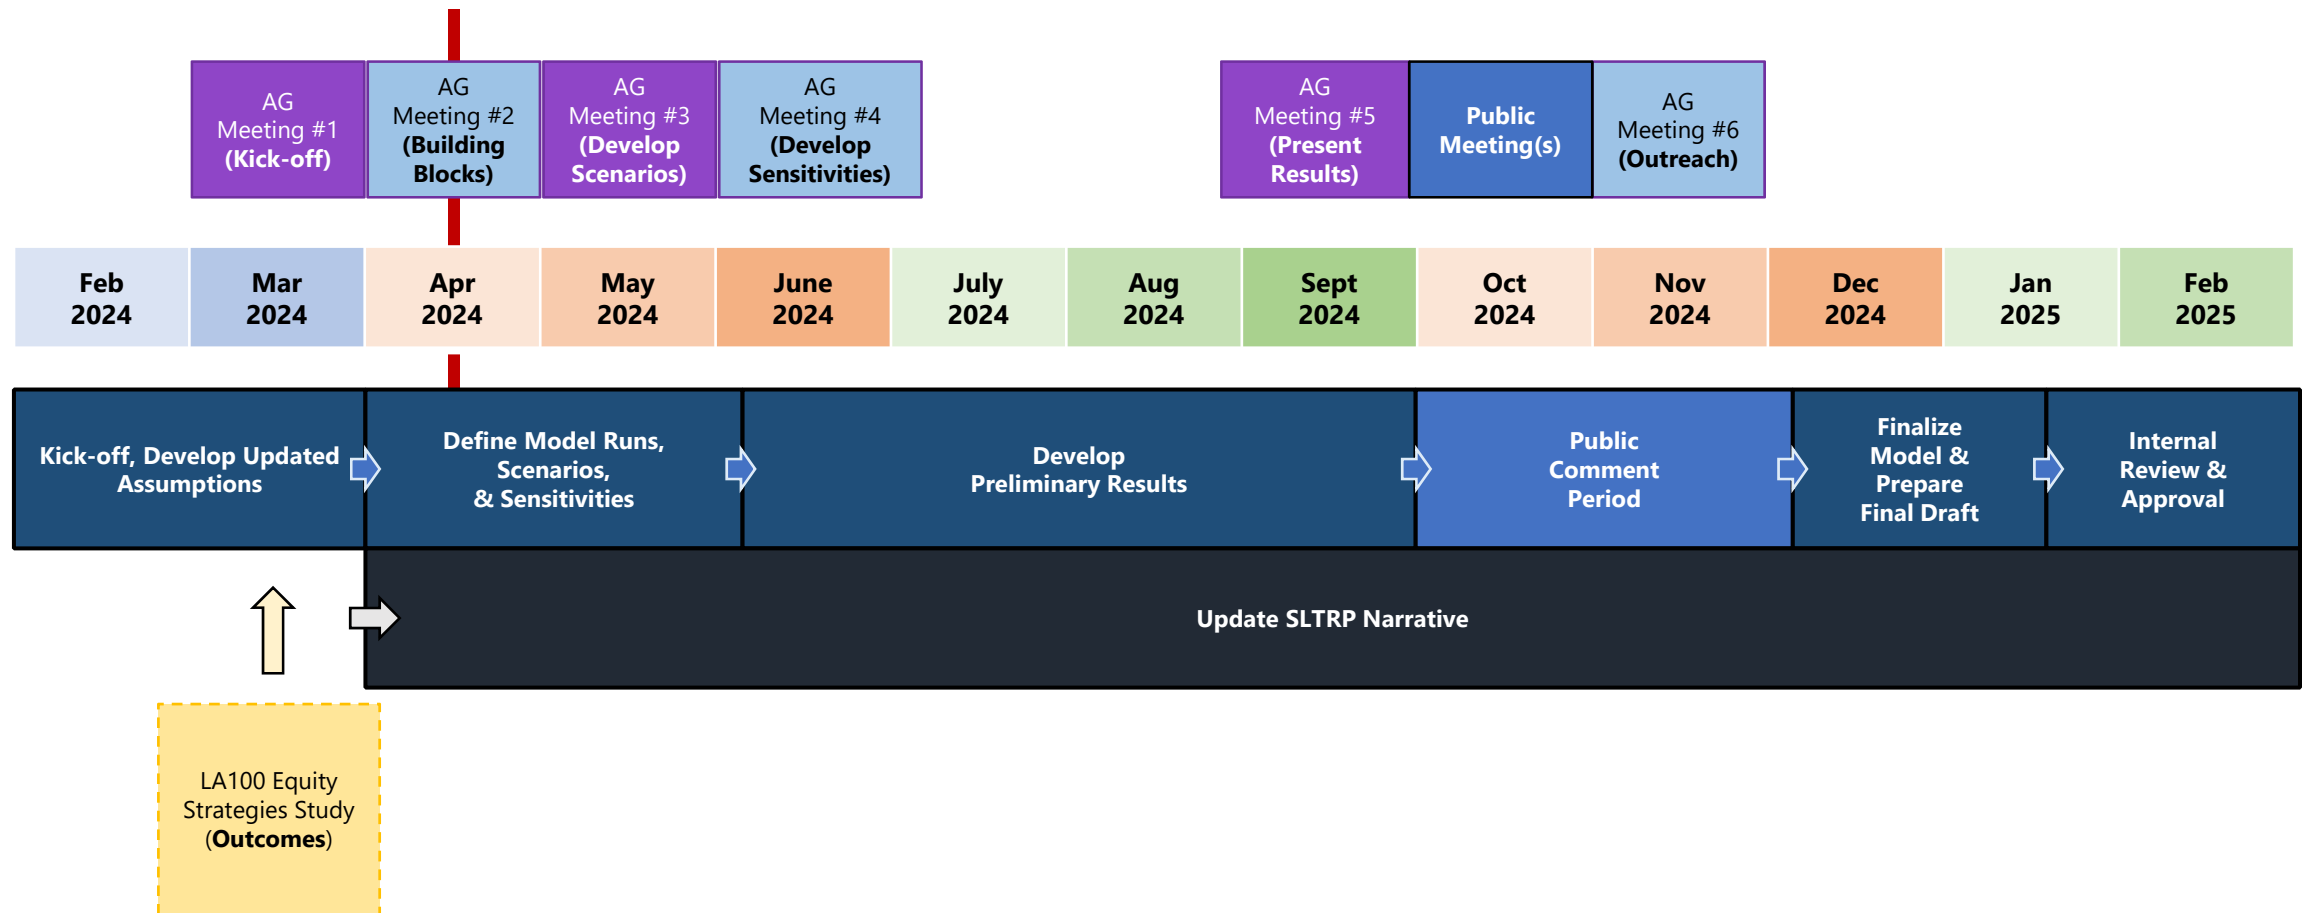 AG
Meeting #1
(Kick-off)
AG
Meeting #2
(Building
Blocks)
AG
Meeting #3
(Develop
Scenarios)
AG
Meeting #4
(Develop
Sensitivities)
AG
Meeting #5
(Present
Results)
Public
Meeting(s)
AG
Meeting #6
(Outreach)
Feb
2024
Mar
2024
Apr
2024
May
2024
June
2024
July
2024
Aug
2024
Sept
2024
Oct
2024
Nov
2024
Dec
2024
Jan
2025
Feb
2025
Kick-off, Develop Updated
Assumptions
Define Model Runs,
Scenarios,
& Sensitivities
Develop
Preliminary Results
Public
Comment
Period
Finalize
Model &
Prepare
Final Draft
Internal
Review &
Approval
Update SLTRP Narrative
LA100 Equity
Strategies Study
(Outcomes)